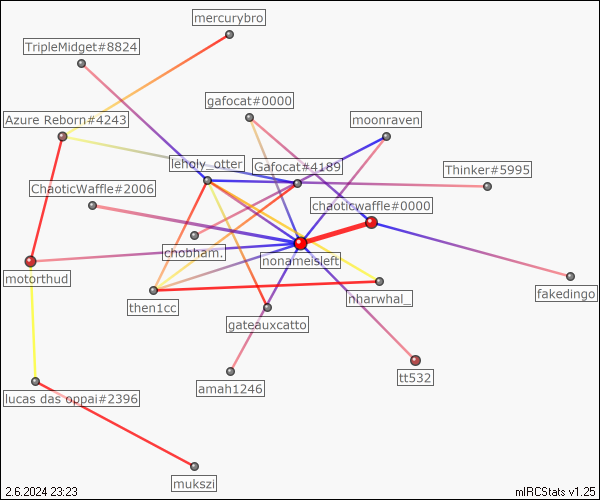 mercurybro
TripleMidget#8824
gafocat#0000
Azure Reborn#4243
moonraven
leholy_otter
Gafocat#4189
Thinker#5995
ChaoticWaffle#2006
chaoticwaffle#0000
chobham.
nonameisleft
motorthud
fakedingo
then1cc
nharwhal_
gateauxcatto
tt532
amah1246
lucas das oppai#2396
mukszi
2.6.2024 23:23
mIRCStats v1.25